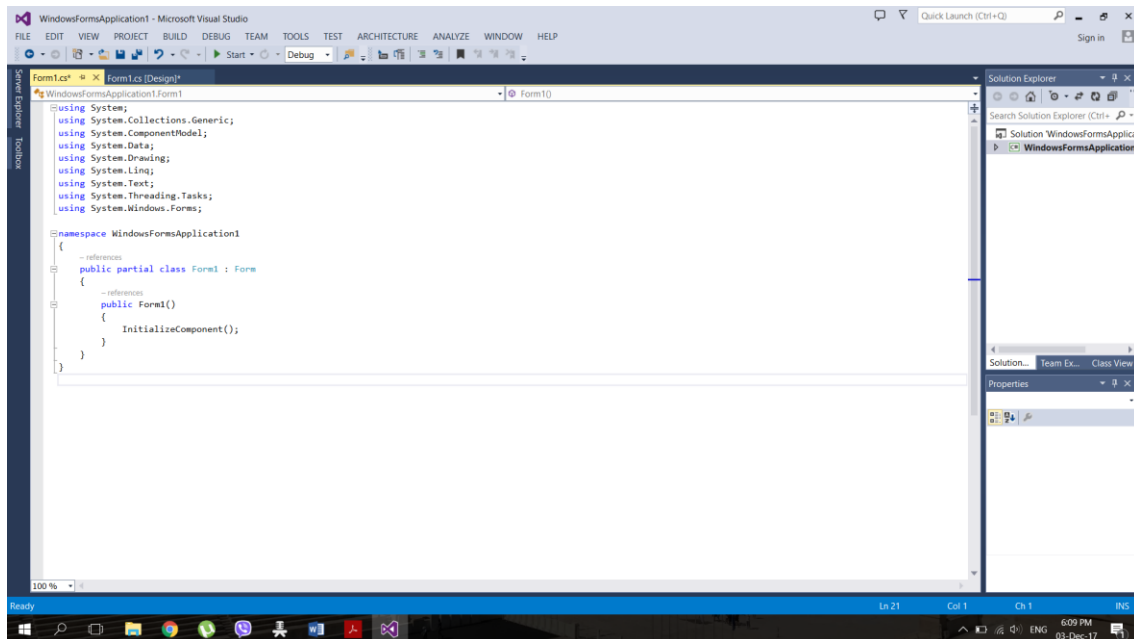 WindowsFormsApplication1 - Microsoft Visual Studio
Quick Launch (Ctrl+Q)
FILE EDIT VIEW PROJECT BUILD DEBUG TEAM TOOLS TEST ARCHITECTURE ANALYZE WINDOW HELP
Sign in
Start Debug
Server Explorer
Toolbox
Form1.cs* Form1.cs [Design]*
WindowsFormsApplication1.Form1
Form1()
using System;
using System.Collections.Generic;
using System.ComponentModel;
using System.Data;
using System.Drawing;
using System.Linq;
using System.Text;
using System.Threading.Tasks;
using System.Windows.Forms;
namespace WindowsFormsApplication1
{
– references
public partial class Form1 : Form
{
– references
public Form1()
{
InitializeComponent();
}
}
}
100 %
Solution Explorer
Search Solution Explorer (Ctrl+
Solution 'WindowsFormsApplica
WindowsFormsApplication
Solution... Team Ex... Class View
Properties
Ready
Ln 21 Col 1 Ch 1 INS
ENG
6:09 PM
03-Dec-17